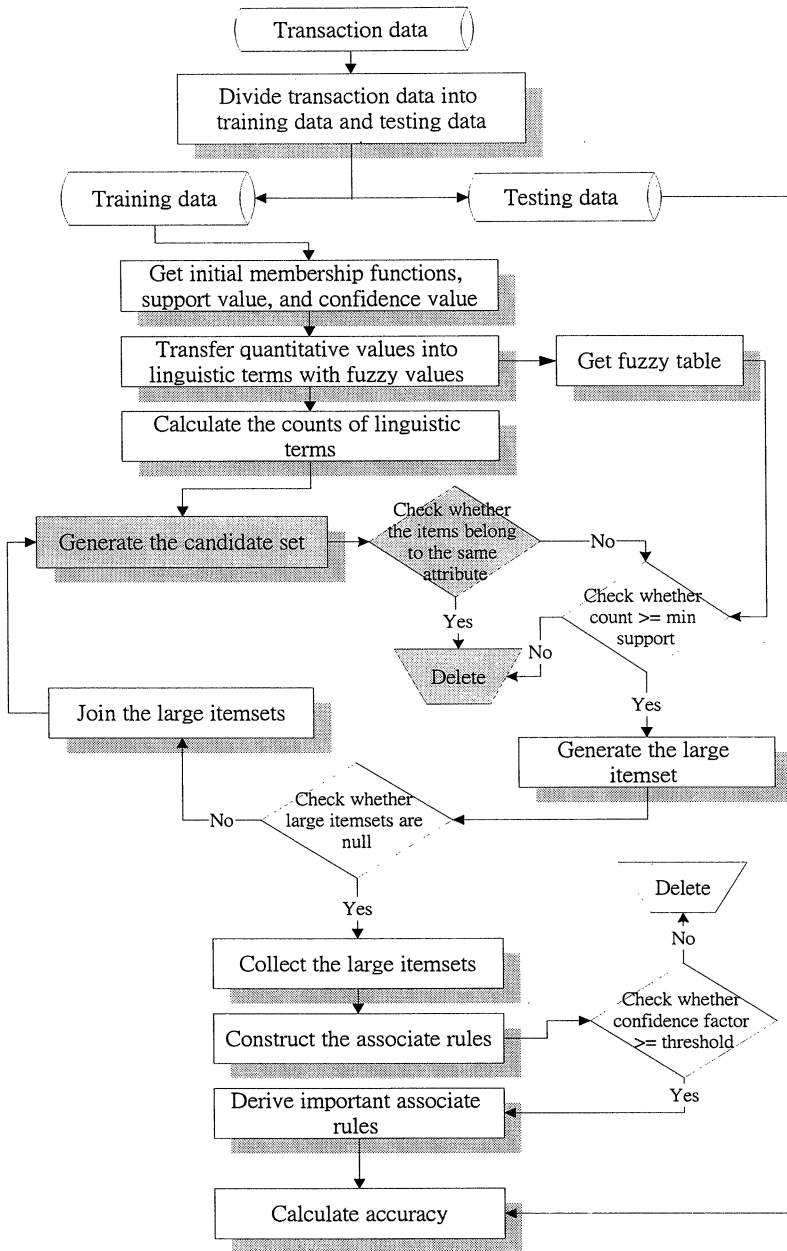 Transaction data
Divide transaction data into
training data and testing data
Training data
Testing data
Get initial membership functions,
support value, and confidence value
Transfer quantitative values into
linguistic terms with fuzzy values
Get fuzzy table
Calculate the counts of linguistic
terms
Generate the candidate set
Check whether
the items belong
to the same
attribute
No
Yes
Check whether
count >= min
support
No
Delete
Yes
Join the large itemsets
Generate the large
itemset
Check whether
large itemsets are
null
No
Yes
Delete
No
Collect the large itemsets
Check whether
confidence factor
>= threshold
Construct the associate rules
Yes
Derive important associate
rules
Calculate accuracy